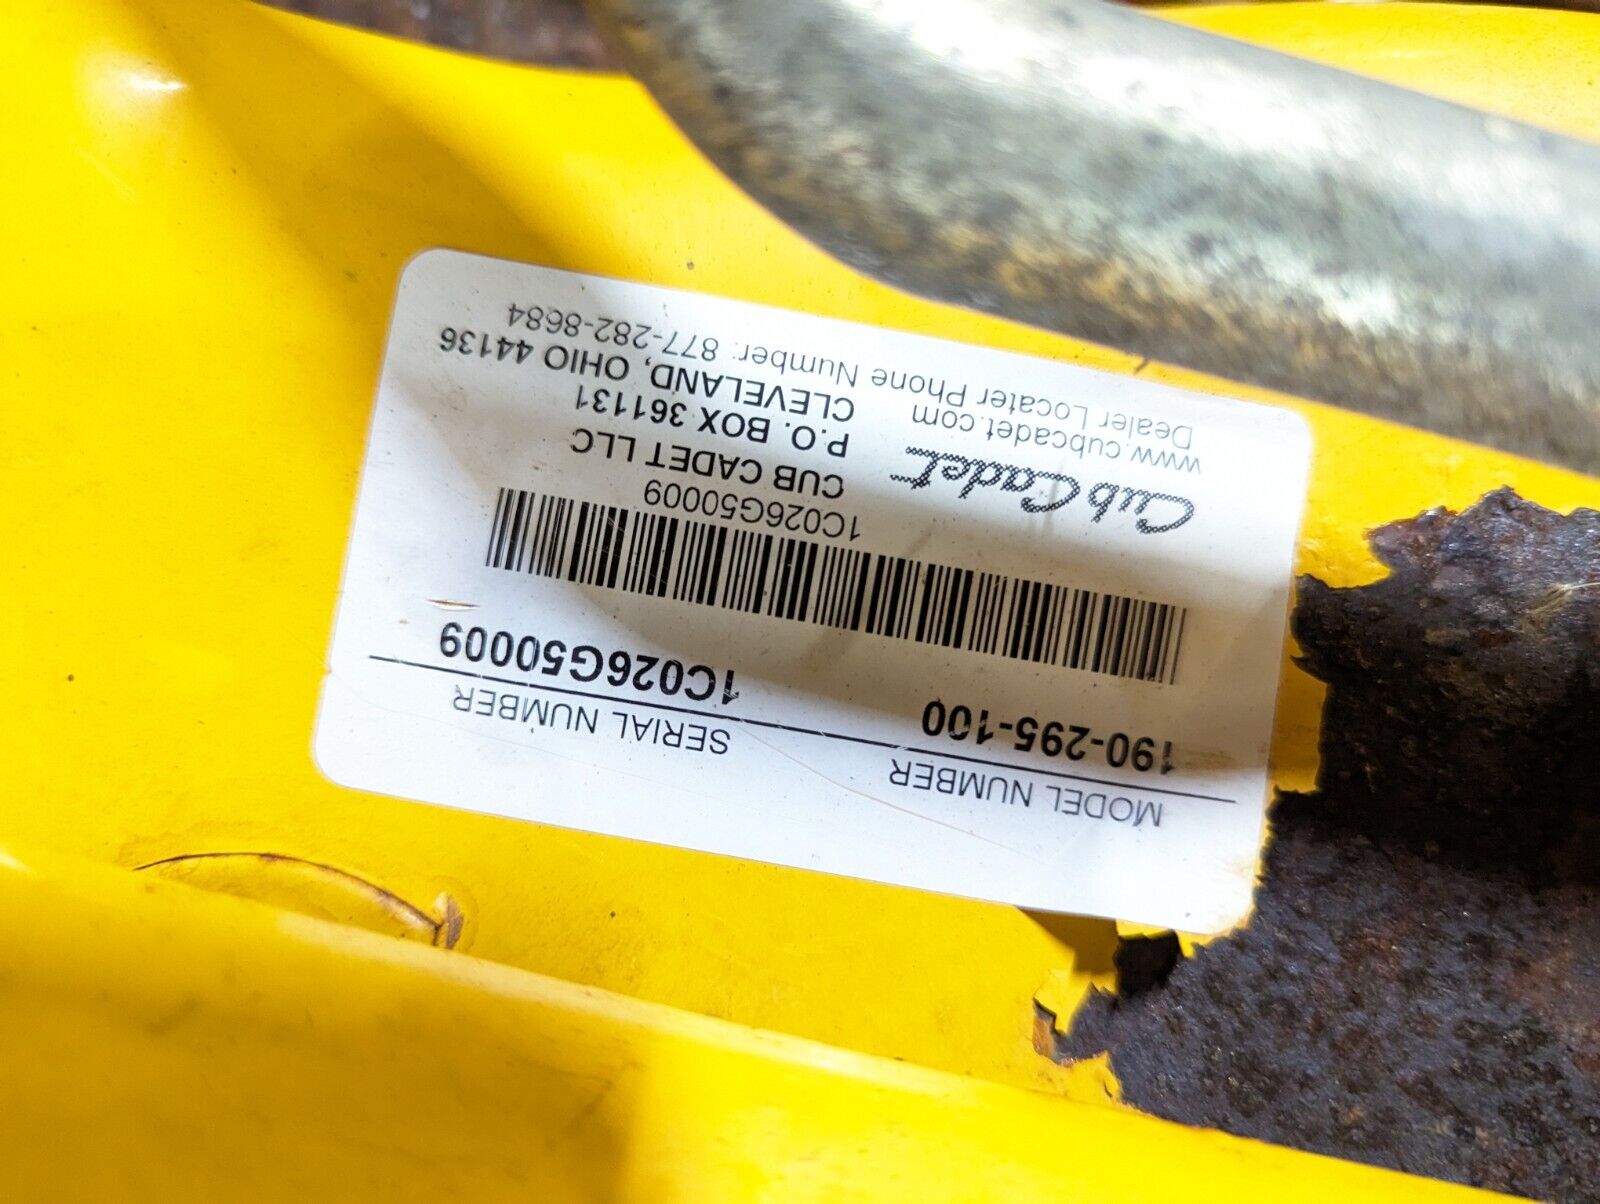 MODEL NUMBER
SERIAL NUMBER
190-295-100
1C026G50009
1C026G50009
Cub Cadet
CUB CADET LLC
P.O. BOX 361131
CLEVELAND, OHIO 44136
www.cubcadet.com
Dealer Locater Phone Number: 877-282-8684